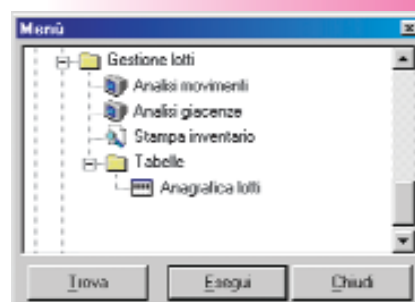 Menù
Gestione lotti
Analisi movimenti
Analisi giacenze
Stampa inventario
Tabelle
Anagrafica lotti
Trova
Esegui
Chiudi